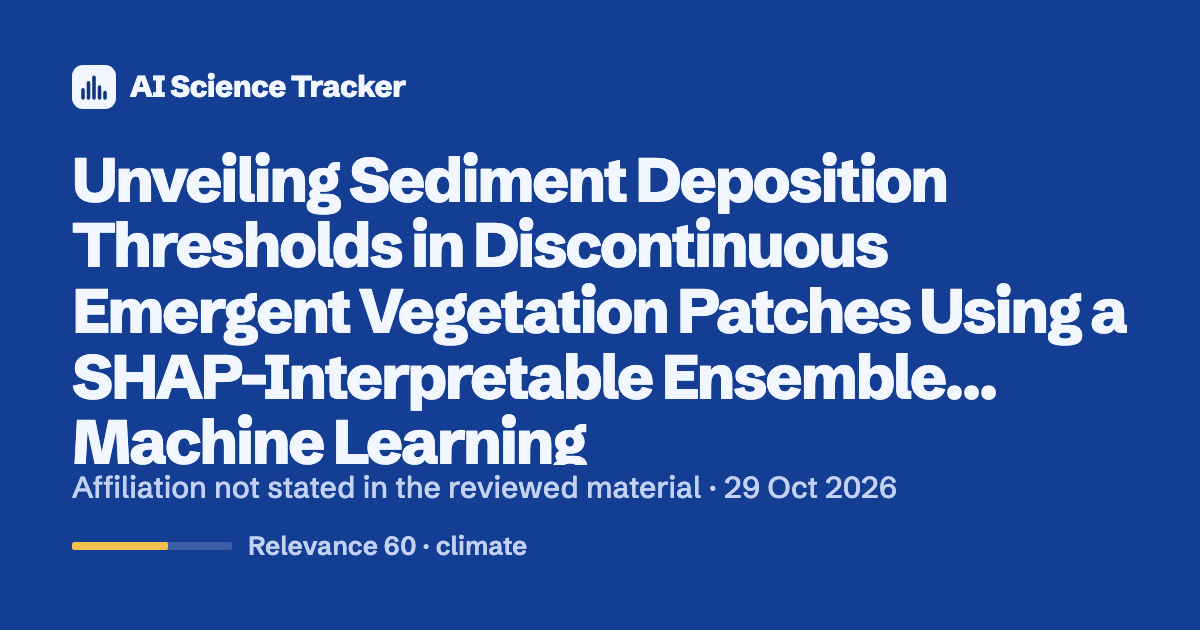 AI Science Tracker
Unveiling Sediment Deposition
Thresholds in Discontinuous
Emergent Vegetation Patches Using a
SHAP-Interpretable Ensemble...
Machine Learning
Affiliation not stated in the reviewed material · 29 Oct 2026
Relevance 60 · climate